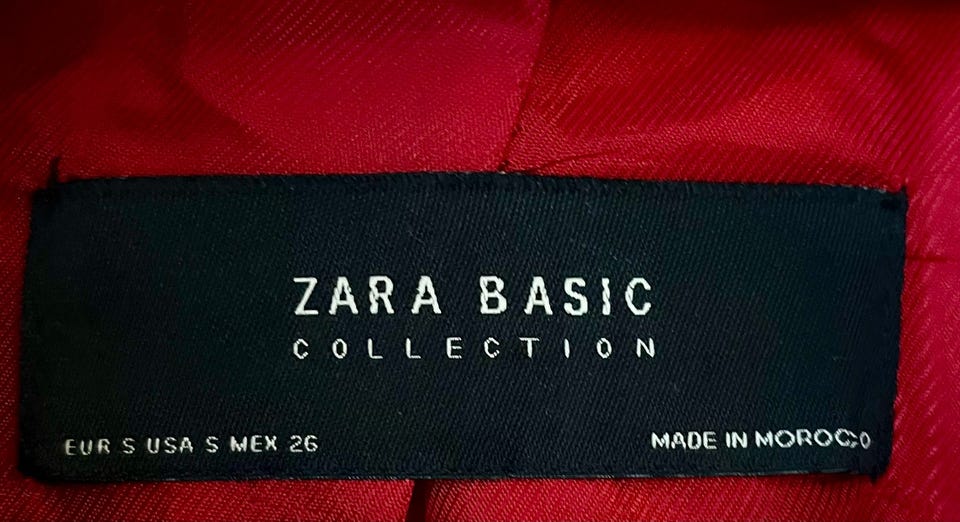 ZARA BASIC
COLLECTION
EUR S USA S MEX 26
MADE IN MOROCCO